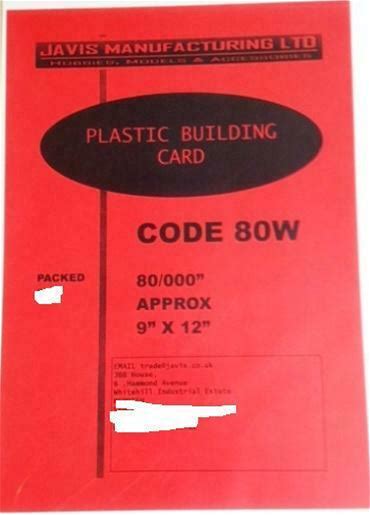 JAVIS MANUFACTURING LTD
HOBBIES, MODELS & ACCESSORIES
PLASTIC BUILDING
CARD
CODE 80W
PACKED
80/000"
APPROX
9" X 12"
EMAIL trade@javis.co.uk
House,
6 ,Hammond Avenue
Whitehill Industrial Estate